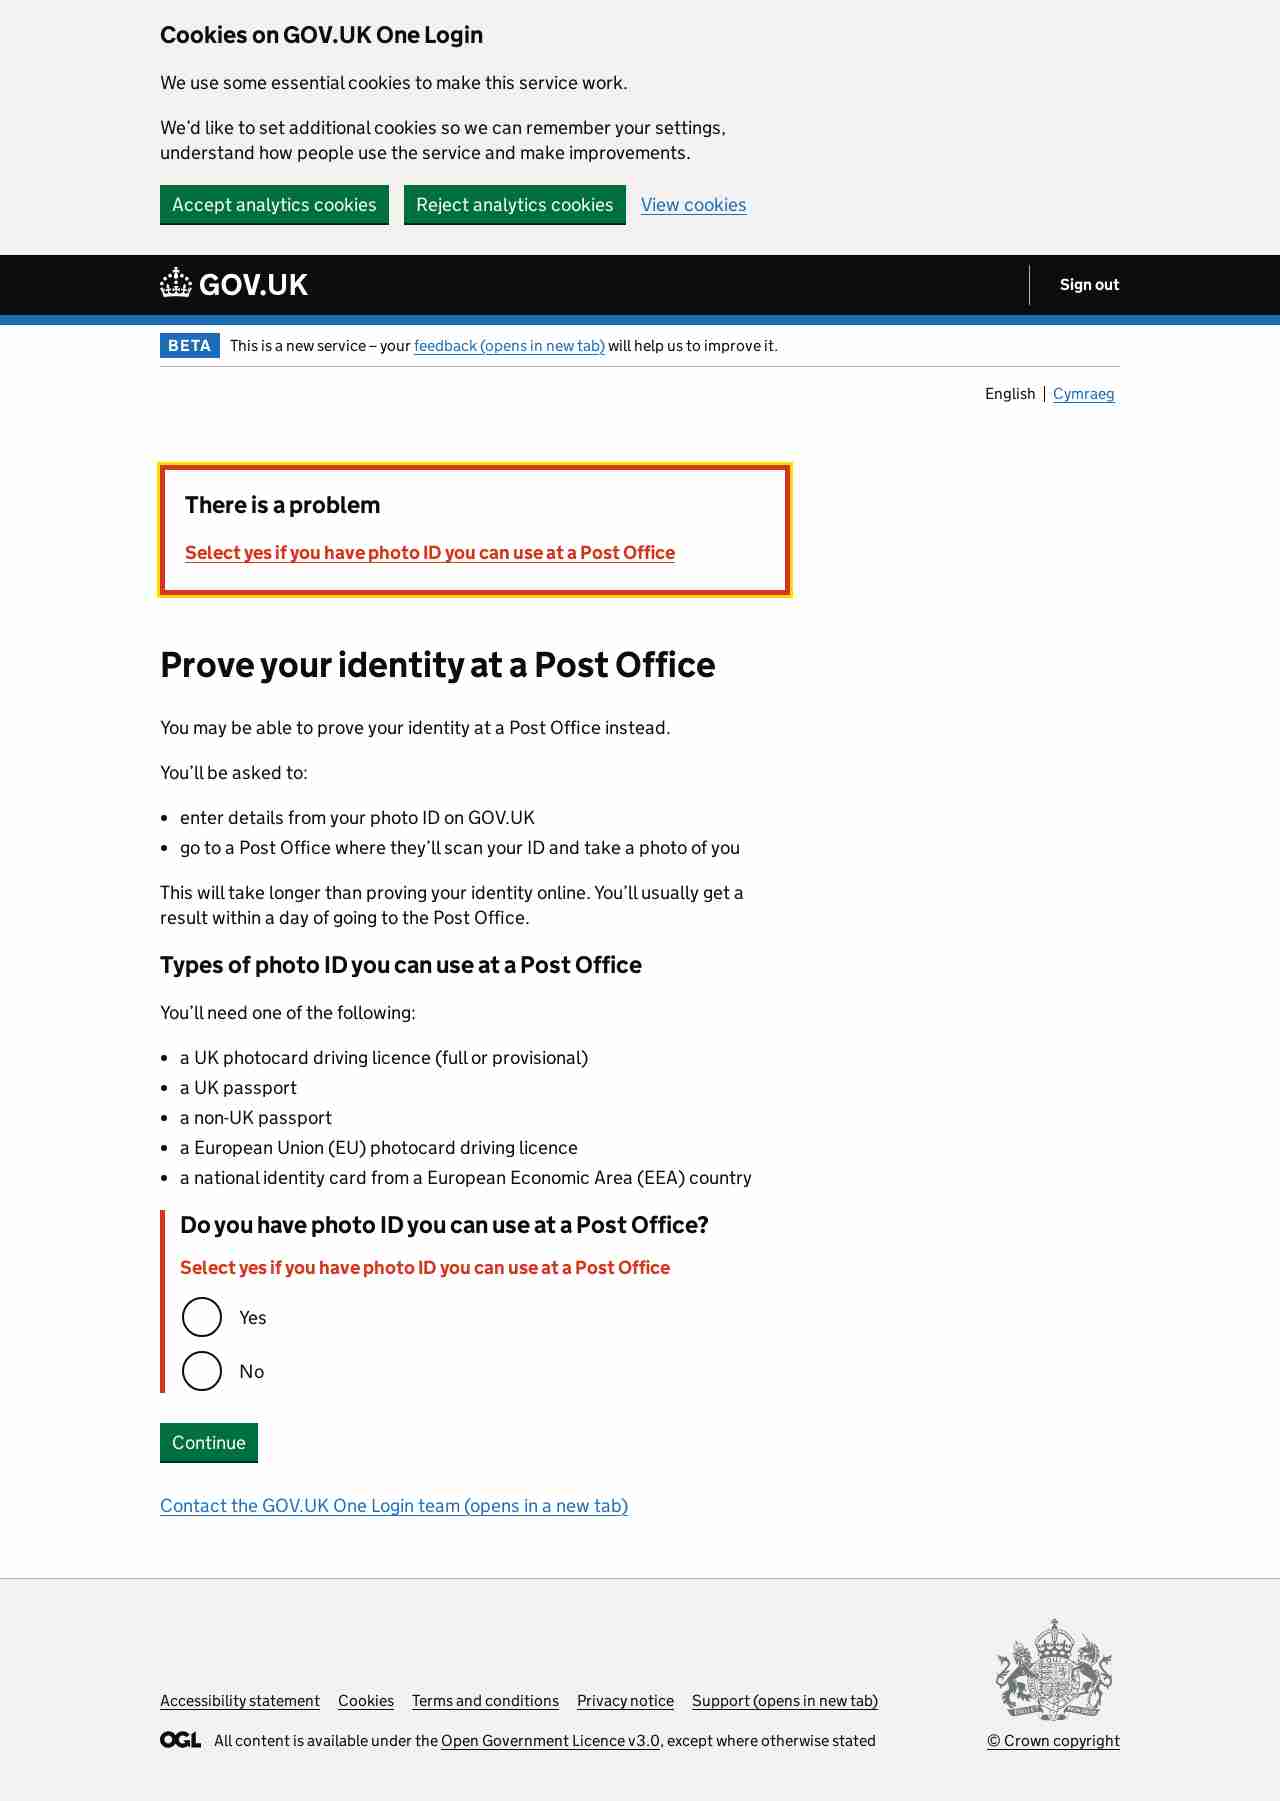 Cookies on GOV.UK One Login
We use some essential cookies to make this service work.
We’d like to set additional cookies so we can remember your settings,
understand how people use the service and make improvements.
Accept analytics cookies Reject analytics cookies View cookies
GOV.UK Sign out
BETA This is a new service – your feedback (opens in new tab) will help us to improve it.
English Cymraeg
There is a problem
Select yes if you have photo ID you can use at a Post Office
Prove your identity at a Post Office
You may be able to prove your identity at a Post Office instead.
You’ll be asked to:
• enter details from your photo ID on GOV.UK
• go to a Post Office where they’ll scan your ID and take a photo of you
This will take longer than proving your identity online. You’ll usually get a
result within a day of going to the Post Office.
Types of photo ID you can use at a Post Office
You’ll need one of the following:
• a UK photocard driving licence (full or provisional)
• a UK passport
• a non-UK passport
• a European Union (EU) photocard driving licence
• a national identity card from a European Economic Area (EEA) country
Do you have photo ID you can use at a Post Office?
Select yes if you have photo ID you can use at a Post Office
Yes
No
Continue
Contact the GOV.UK One Login team (opens in a new tab)
Accessibility statement Cookies Terms and conditions Privacy notice Support (opens in new tab)
OGL All content is available under the Open Government Licence v3.0, except where otherwise stated
© Crown copyright